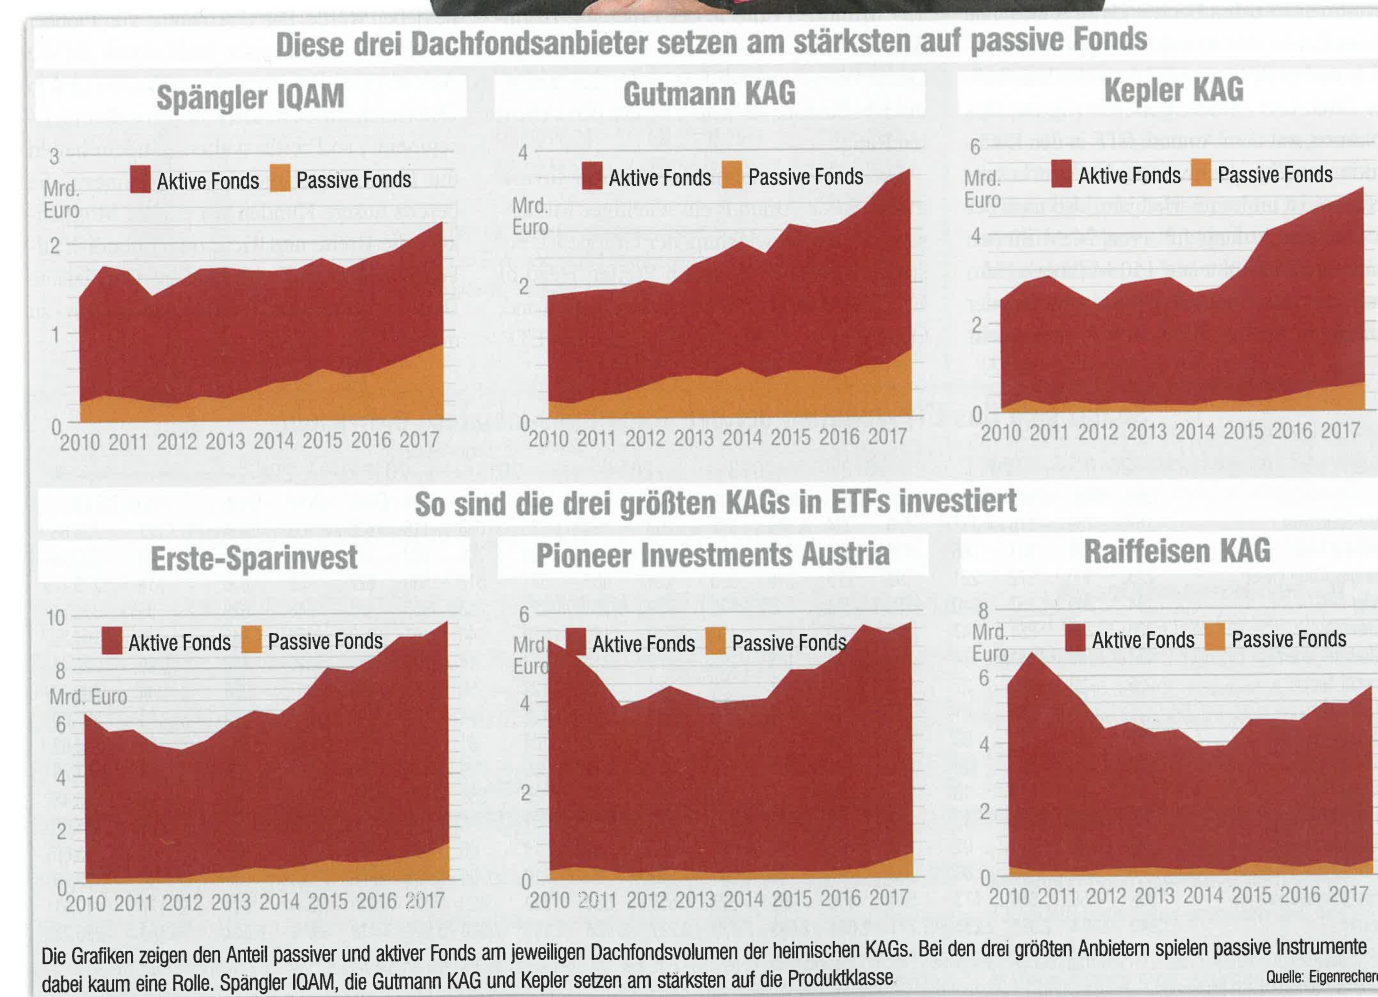 Diese drei Dachfondsanbieter setzen am stärksten auf passive Fonds
Spängler IQAM
3
Mrd.
Euro
2
1
0
Aktive Fonds Passive Fonds
2010 2011 2012 2013 2014 2015 2016 2017
Gutmann KAG
4
Mrd.
Euro
2
0
Aktive Fonds Passive Fonds
2010 2011 2012 2013 2014 2015 2016 2017
Kepler KAG
6
Mrd.
Euro
4
2
0
Aktive Fonds Passive Fonds
2010 2011 2012 2013 2014 2015 2016 2017
So sind die drei größten KAGs in ETFs investiert
Erste-Sparinvest
10
8
Mrd. Euro
6
4
2
0
Aktive Fonds Passive Fonds
2010 2011 2012 2013 2014 2015 2016 2017
Pioneer Investments Austria
6
Mrd.
Euro
4
2
0
Aktive Fonds Passive Fonds
2010 2011 2012 2013 2014 2015 2016 2017
Raiffeisen KAG
8
Mrd.
Euro
6
4
2
0
Aktive Fonds Passive Fonds
2010 2011 2012 2013 2014 2015 2016 2017
Die Grafiken zeigen den Anteil passiver und aktiver Fonds am jeweiligen Dachfondsvolumen der heimischen KAGs. Bei den drei größten Anbietern spielen passive Instrumente
dabei kaum eine Rolle. Spängler IQAM, die Gutmann KAG und Kepler setzen am stärksten auf die Produktklasse
Quelle: